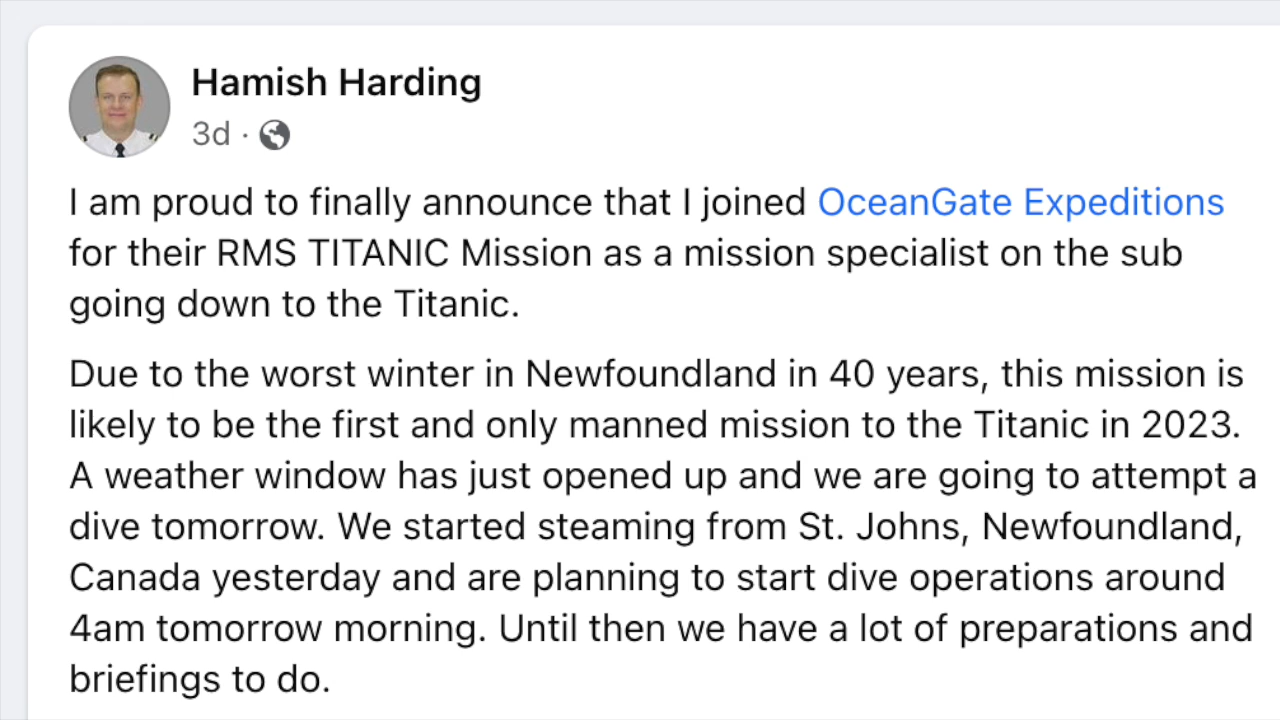 Hamish Harding
3d ·
I am proud to finally announce that I joined OceanGate Expeditions
for their RMS TITANIC Mission as a mission specialist on the sub
going down to the Titanic.
Due to the worst winter in Newfoundland in 40 years, this mission is
likely to be the first and only manned mission to the Titanic in 2023.
A weather window has just opened up and we are going to attempt a
dive tomorrow. We started steaming from St. Johns, Newfoundland,
Canada yesterday and are planning to start dive operations around
4am tomorrow morning. Until then we have a lot of preparations and
briefings to do.